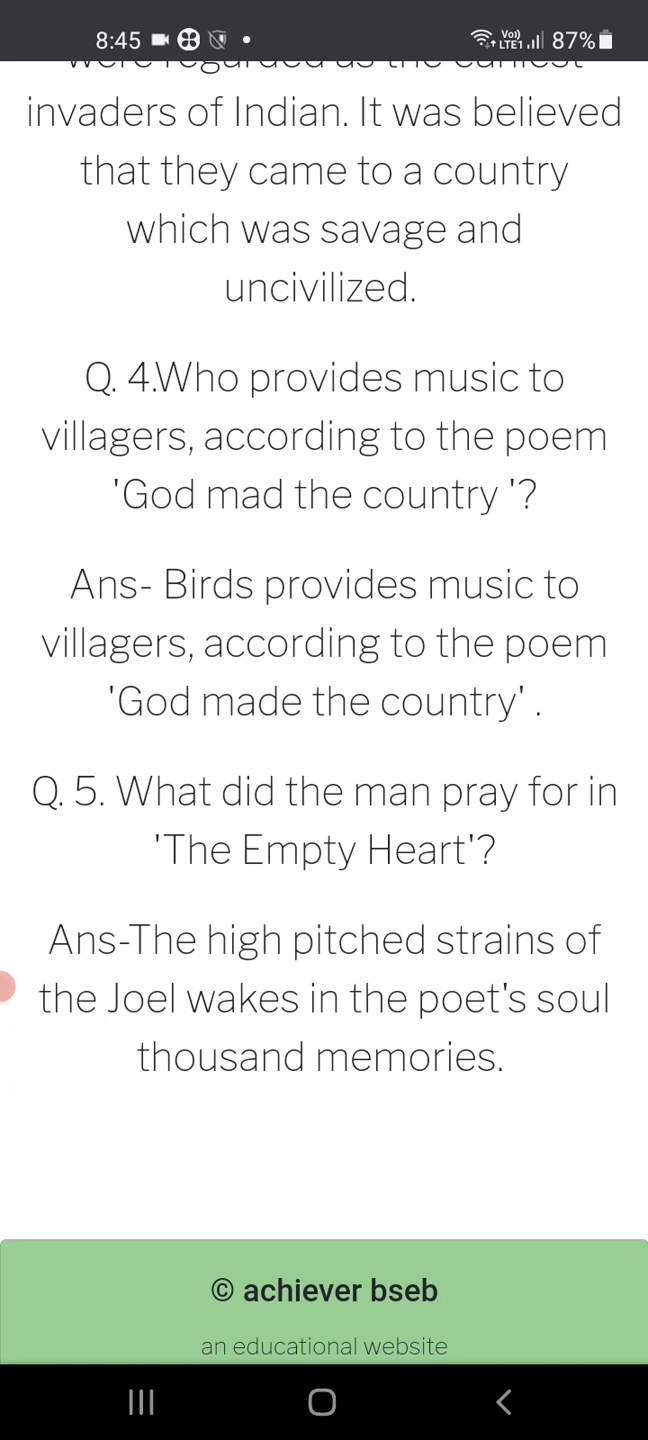 8:45
Vo)) LTE1 87%
invaders of Indian. It was believed
that they came to a country
which was savage and
uncivilized.
Q. 4.Who provides music to
villagers, according to the poem
'God mad the country '?
Ans- Birds provides music to
villagers, according to the poem
'God made the country' .
Q. 5. What did the man pray for in
'The Empty Heart'?
Ans-The high pitched strains of
the Joel wakes in the poet's soul
thousand memories.
© achiever bseb
an educational website